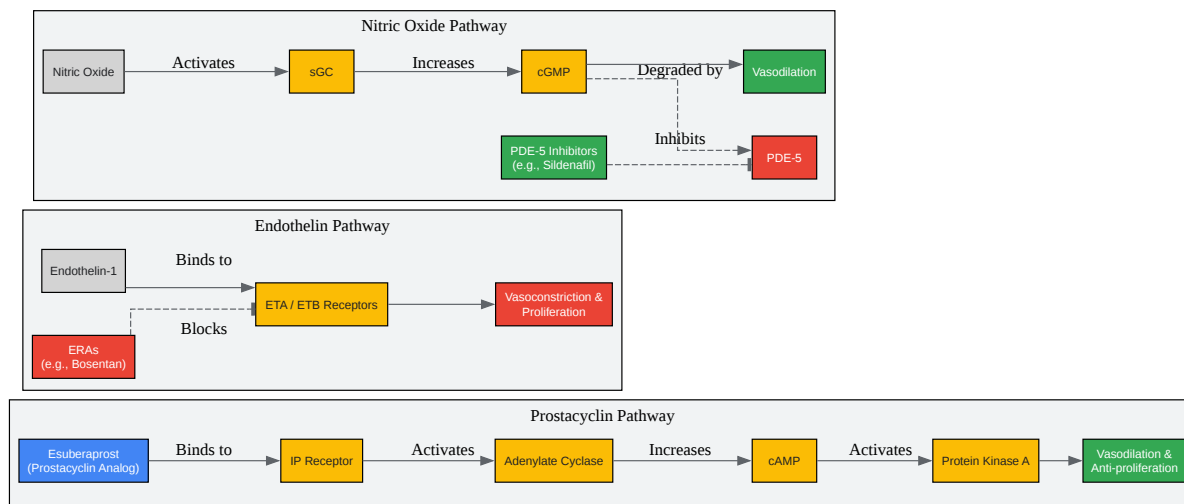 Nitric Oxide Pathway
Nitric Oxide
Activates
sGC
Increases
cGMP
Degraded by
Vasodilation
PDE-5 Inhibitors
(e.g., Sildenafil)
Inhibits
PDE-5
Endothelin Pathway
Endothelin-1
Binds to
ETA / ETB Receptors
Vasoconstriction &
Proliferation
Blocks
ERAs
(e.g., Bosentan)
Prostacyclin Pathway
Esuberaprost
(Prostacyclin Analog)
Binds to
IP Receptor
Activates
Adenylate Cyclase
Increases
cAMP
Activates
Protein Kinase A
Vasodilation &
Anti-proliferation